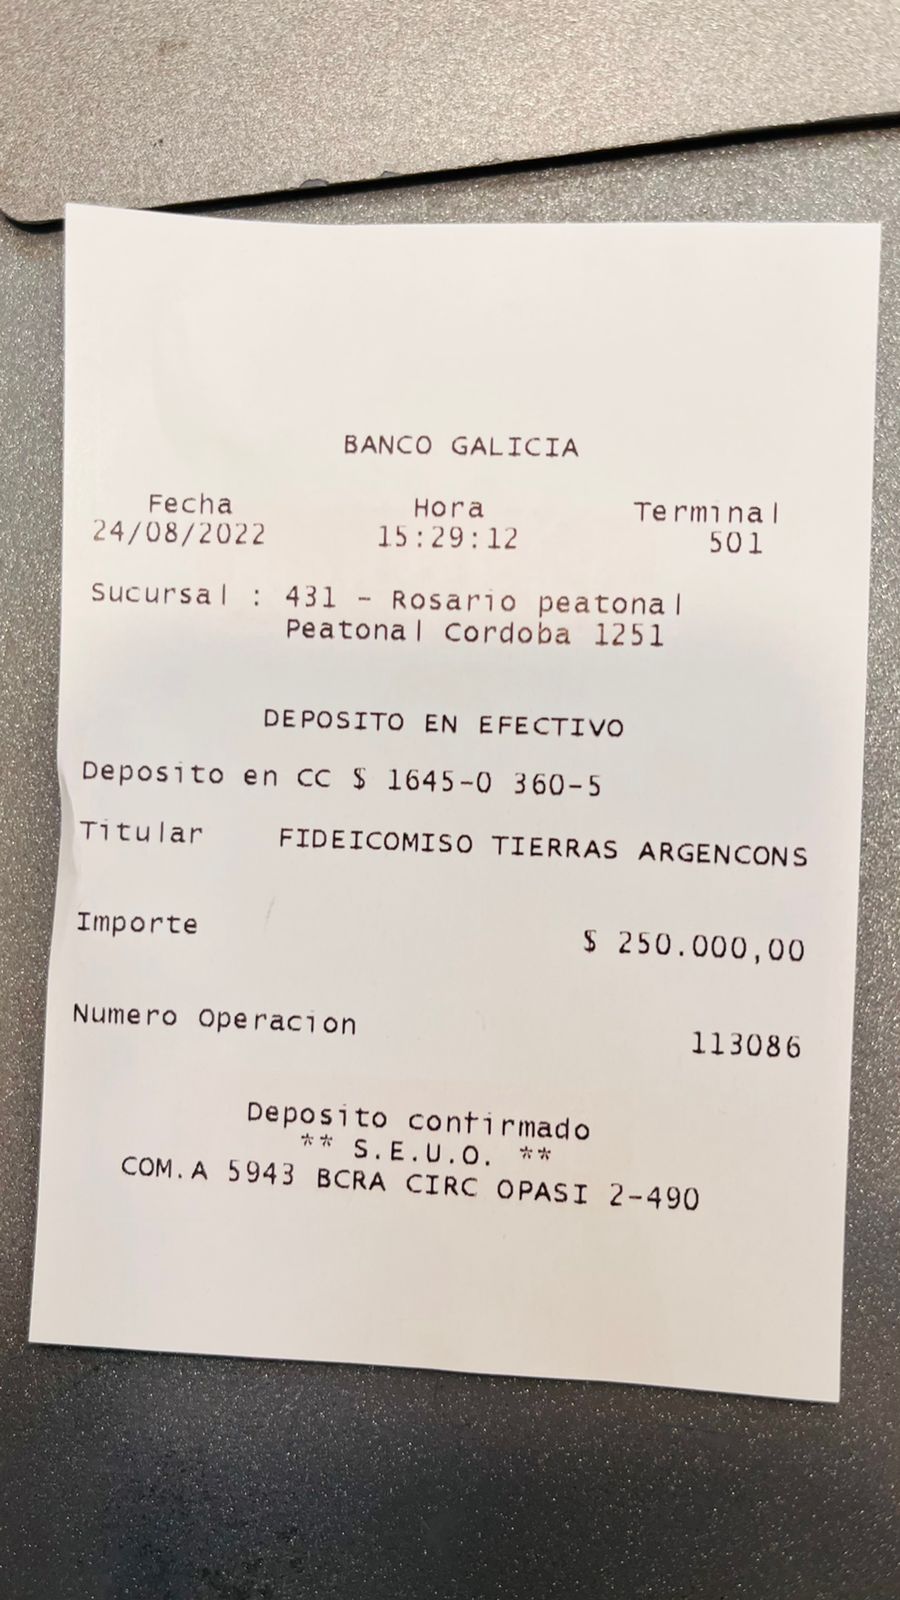 BANCO GALICIA
Fecha Hora Terminal
24/08/2022 15:29:12 501
Sucursal : 431 - Rosario peatonal
Peatonal Cordoba 1251
DEPOSITO EN EFECTIVO
Deposito en CC $ 1645-0 360-5
Titular FIDEICOMISO TIERRAS ARGENCONS
Importe $ 250.000,00
Numero Operacion 113086
Deposito confirmado
** S.E.U.O. **
COM.A 5943 BCRA CIRC OPASI 2-490